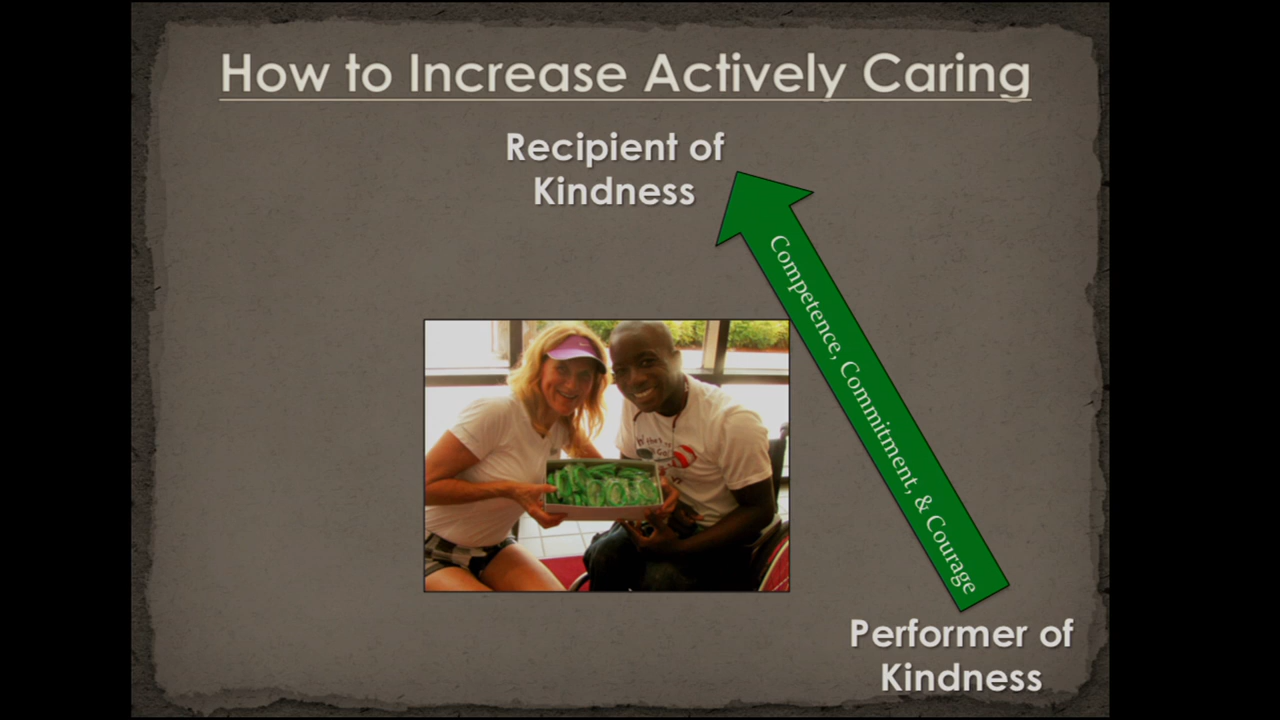 How to Increase Actively Caring
Recipient of
Kindness
Competence, Commitment, & Courage
Performer of
Kindness